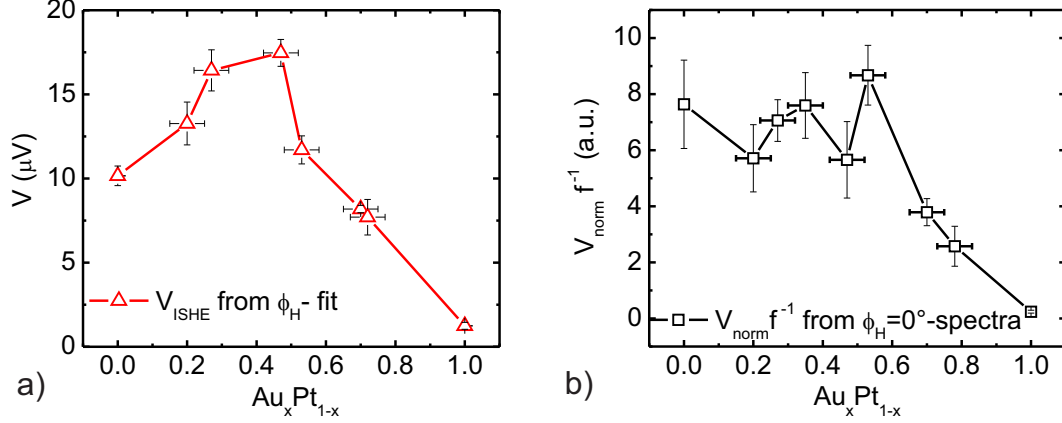 20
15
10
5
0
V (μV)
V_ISHE from ϕ_H- fit
0.0 0.2 0.4 0.6 0.8 1.0
a)
Au_xPt_1-x
10
8
6
4
2
0
V_norm f^-1 (a.u.)
V_norm f^-1 from ϕ_H=0°-spectra
0.0 0.2 0.4 0.6 0.8 1.0
b)
Au_xPt_1-x